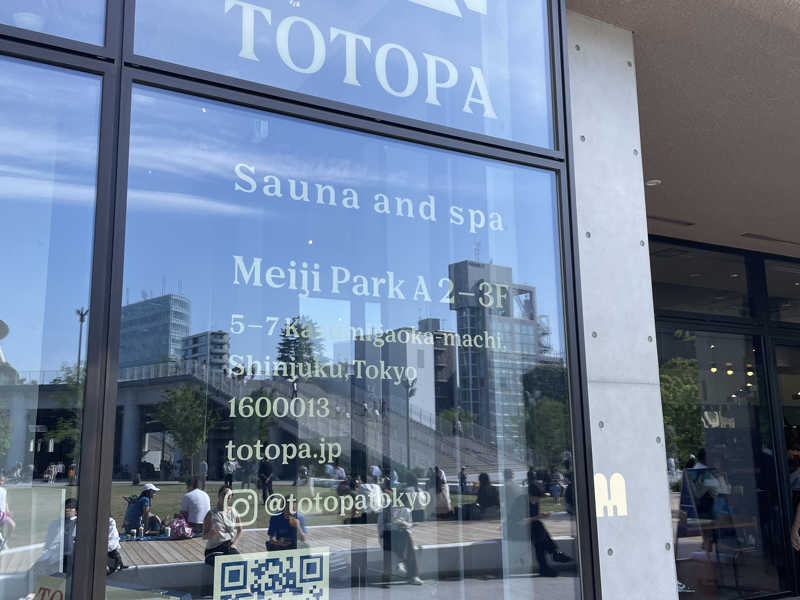 TOTOPA
Sauna and spa
Meiji Park A 2-3F
5-7 Kasumigaoka-machi,
Shinjuku, Tokyo
1600013
totopa.jp
@totopatokyo